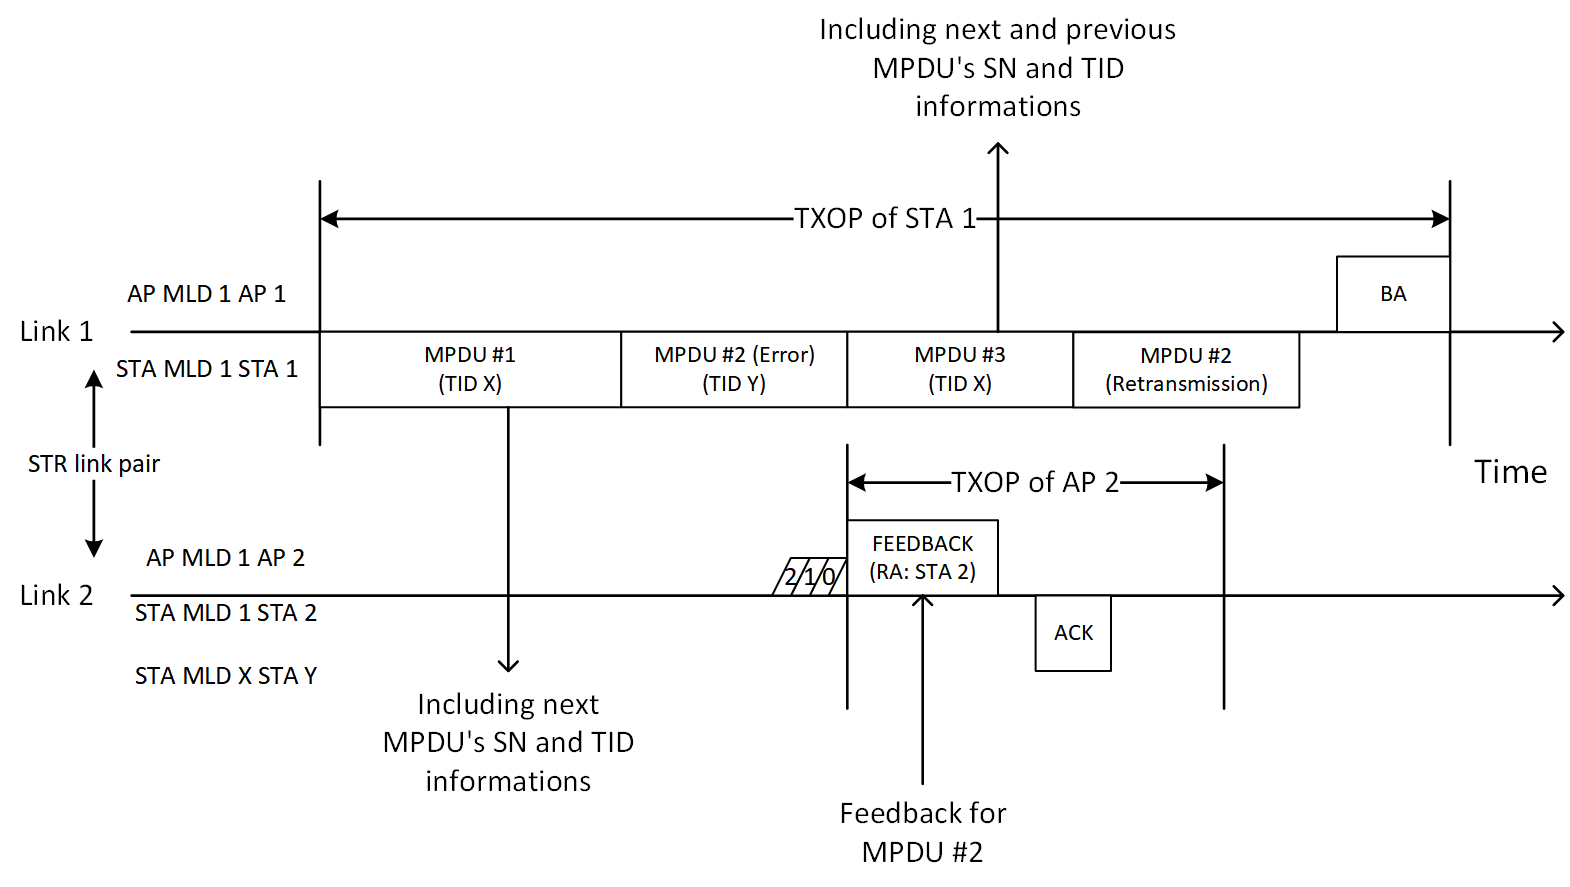 Including next and previous
MPDU's SN and TID
informations
TXOP of STA 1
AP MLD 1 AP 1
BA
Link 1
STA MLD 1 STA 1
MPDU #1
(TID X)
MPDU #2 (Error)
(TID Y)
MPDU #3
(TID X)
MPDU #2
(Retransmission)
STR link pair
Time
TXOP of AP 2
AP MLD 1 AP 2
2 1 0
FEEDBACK
(RA: STA 2)
Link 2
STA MLD 1 STA 2
ACK
STA MLD X STA Y
Including next
MPDU's SN and TID
informations
Feedback for
MPDU #2